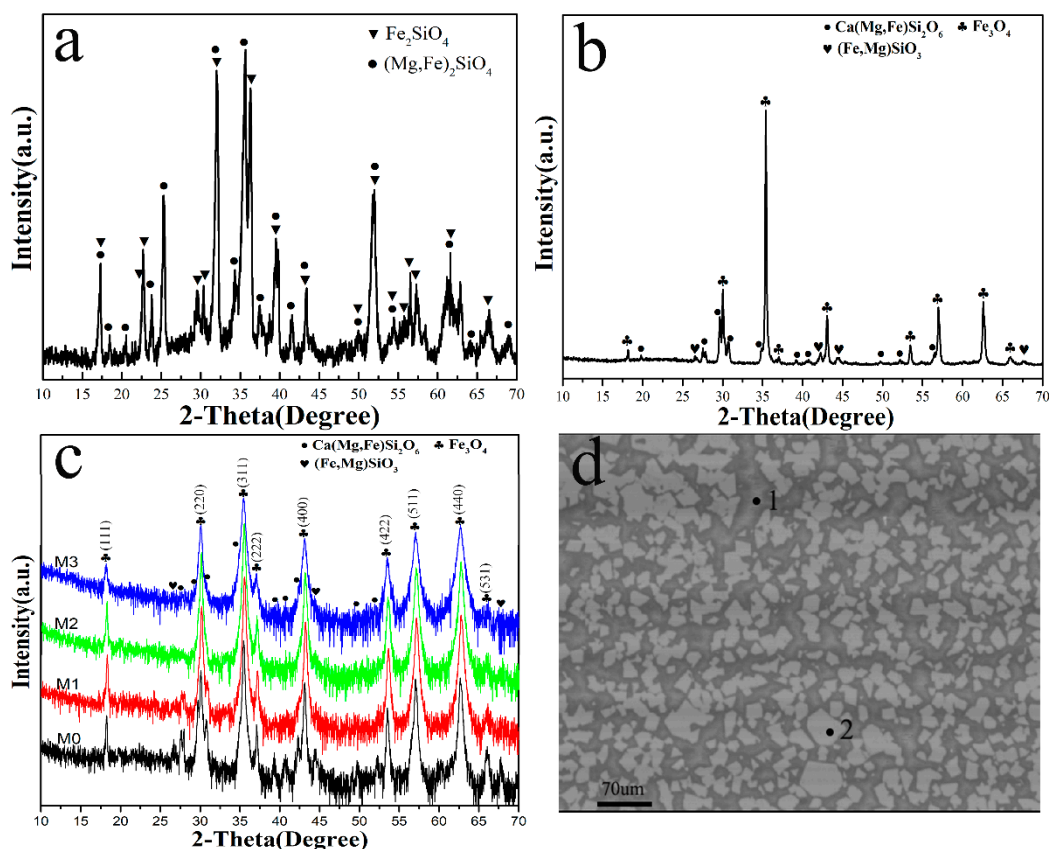 a
▼ Fe₂SiO₄
● (Mg,Fe)₂SiO₄
Intensity(a.u.)
10 15 20 25 30 35 40 45 50 55 60 65 70
2-Theta(Degree)
b
● Ca(Mg,Fe)Si₂O₆ ♣ Fe₃O₄
♥ (Fe,Mg)SiO₃
Intensity(a.u.)
10 15 20 25 30 35 40 45 50 55 60 65 70
2-Theta(Degree)
c
● Ca(Mg,Fe)Si₂O₆ ♣ Fe₃O₄
♥ (Fe,Mg)SiO₃
(111)
(220)
(311)
(222)
(400)
(422)
(511)
(440)
(531)
M3
M2
M1
M0
Intensity(a.u.)
10 15 20 25 30 35 40 45 50 55 60 65 70
2-Theta(Degree)
d
1
2
70um